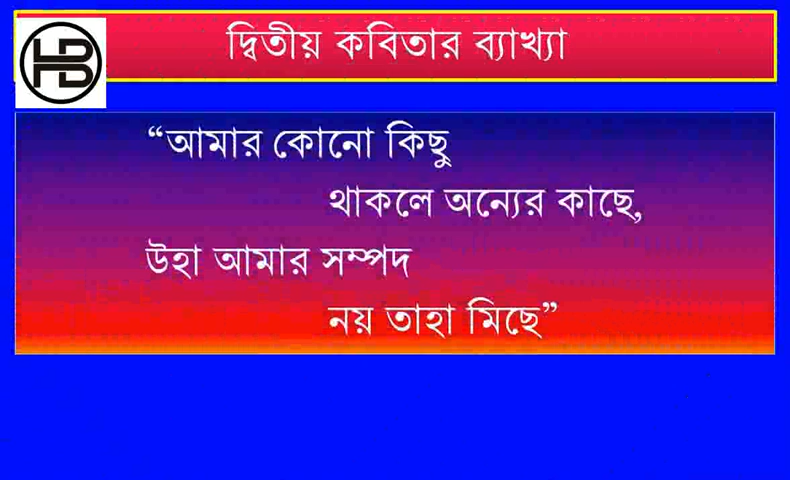 দ্বিতীয় কবিতার ব্যাখ্যা
“আমার কোনো কিছু
থাকলে অন্যের কাছে,
উহা আমার সম্পদ
নয় তাহা মিছে”